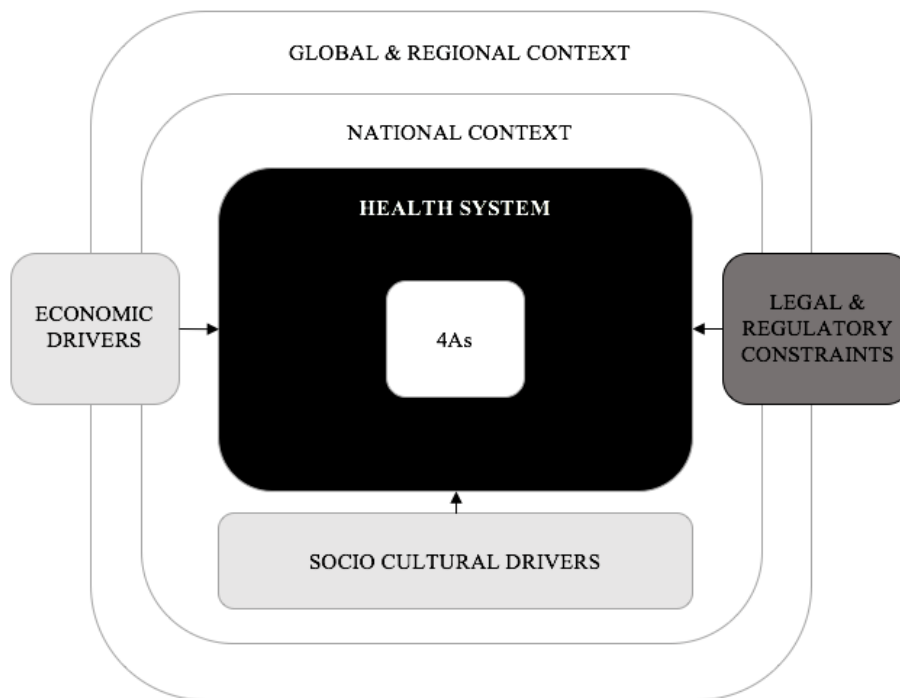 GLOBAL & REGIONAL CONTEXT
NATIONAL CONTEXT
HEALTH SYSTEM
ECONOMIC
DRIVERS
4As
LEGAL &
REGULATORY
CONSTRAINTS
SOCIO CULTURAL DRIVERS